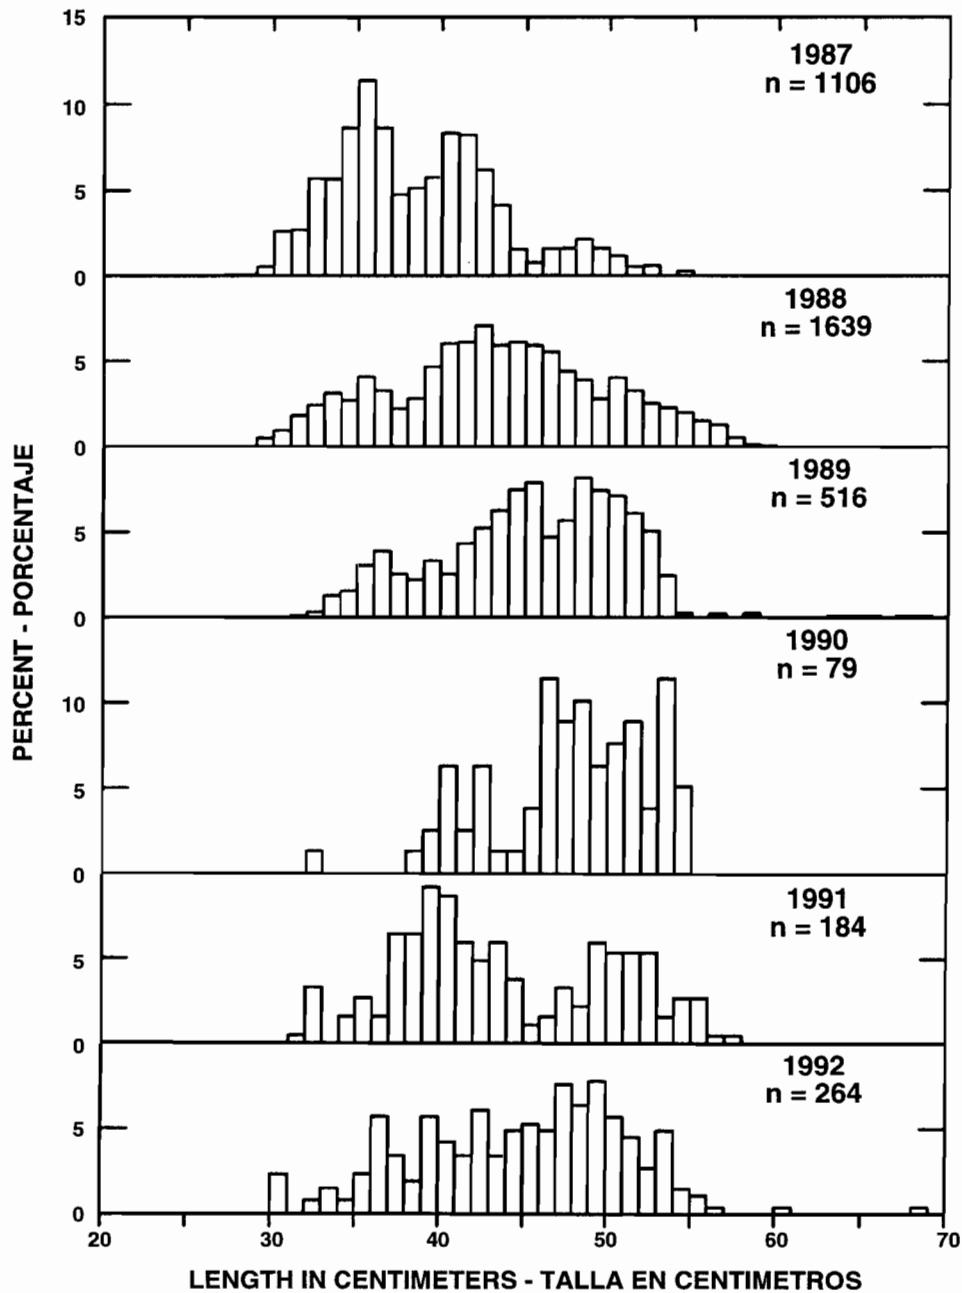 15
10
5
0
1987
n = 1106
5
0
1988
n = 1639
5
0
1989
n = 516
10
5
0
1990
n = 79
5
0
1991
n = 184
5
0
1992
n = 264
20 30 40 50 60 70
PERCENT - PORCENTAJE
LENGTH IN CENTIMETERS - TALLA EN CENTIMETROS